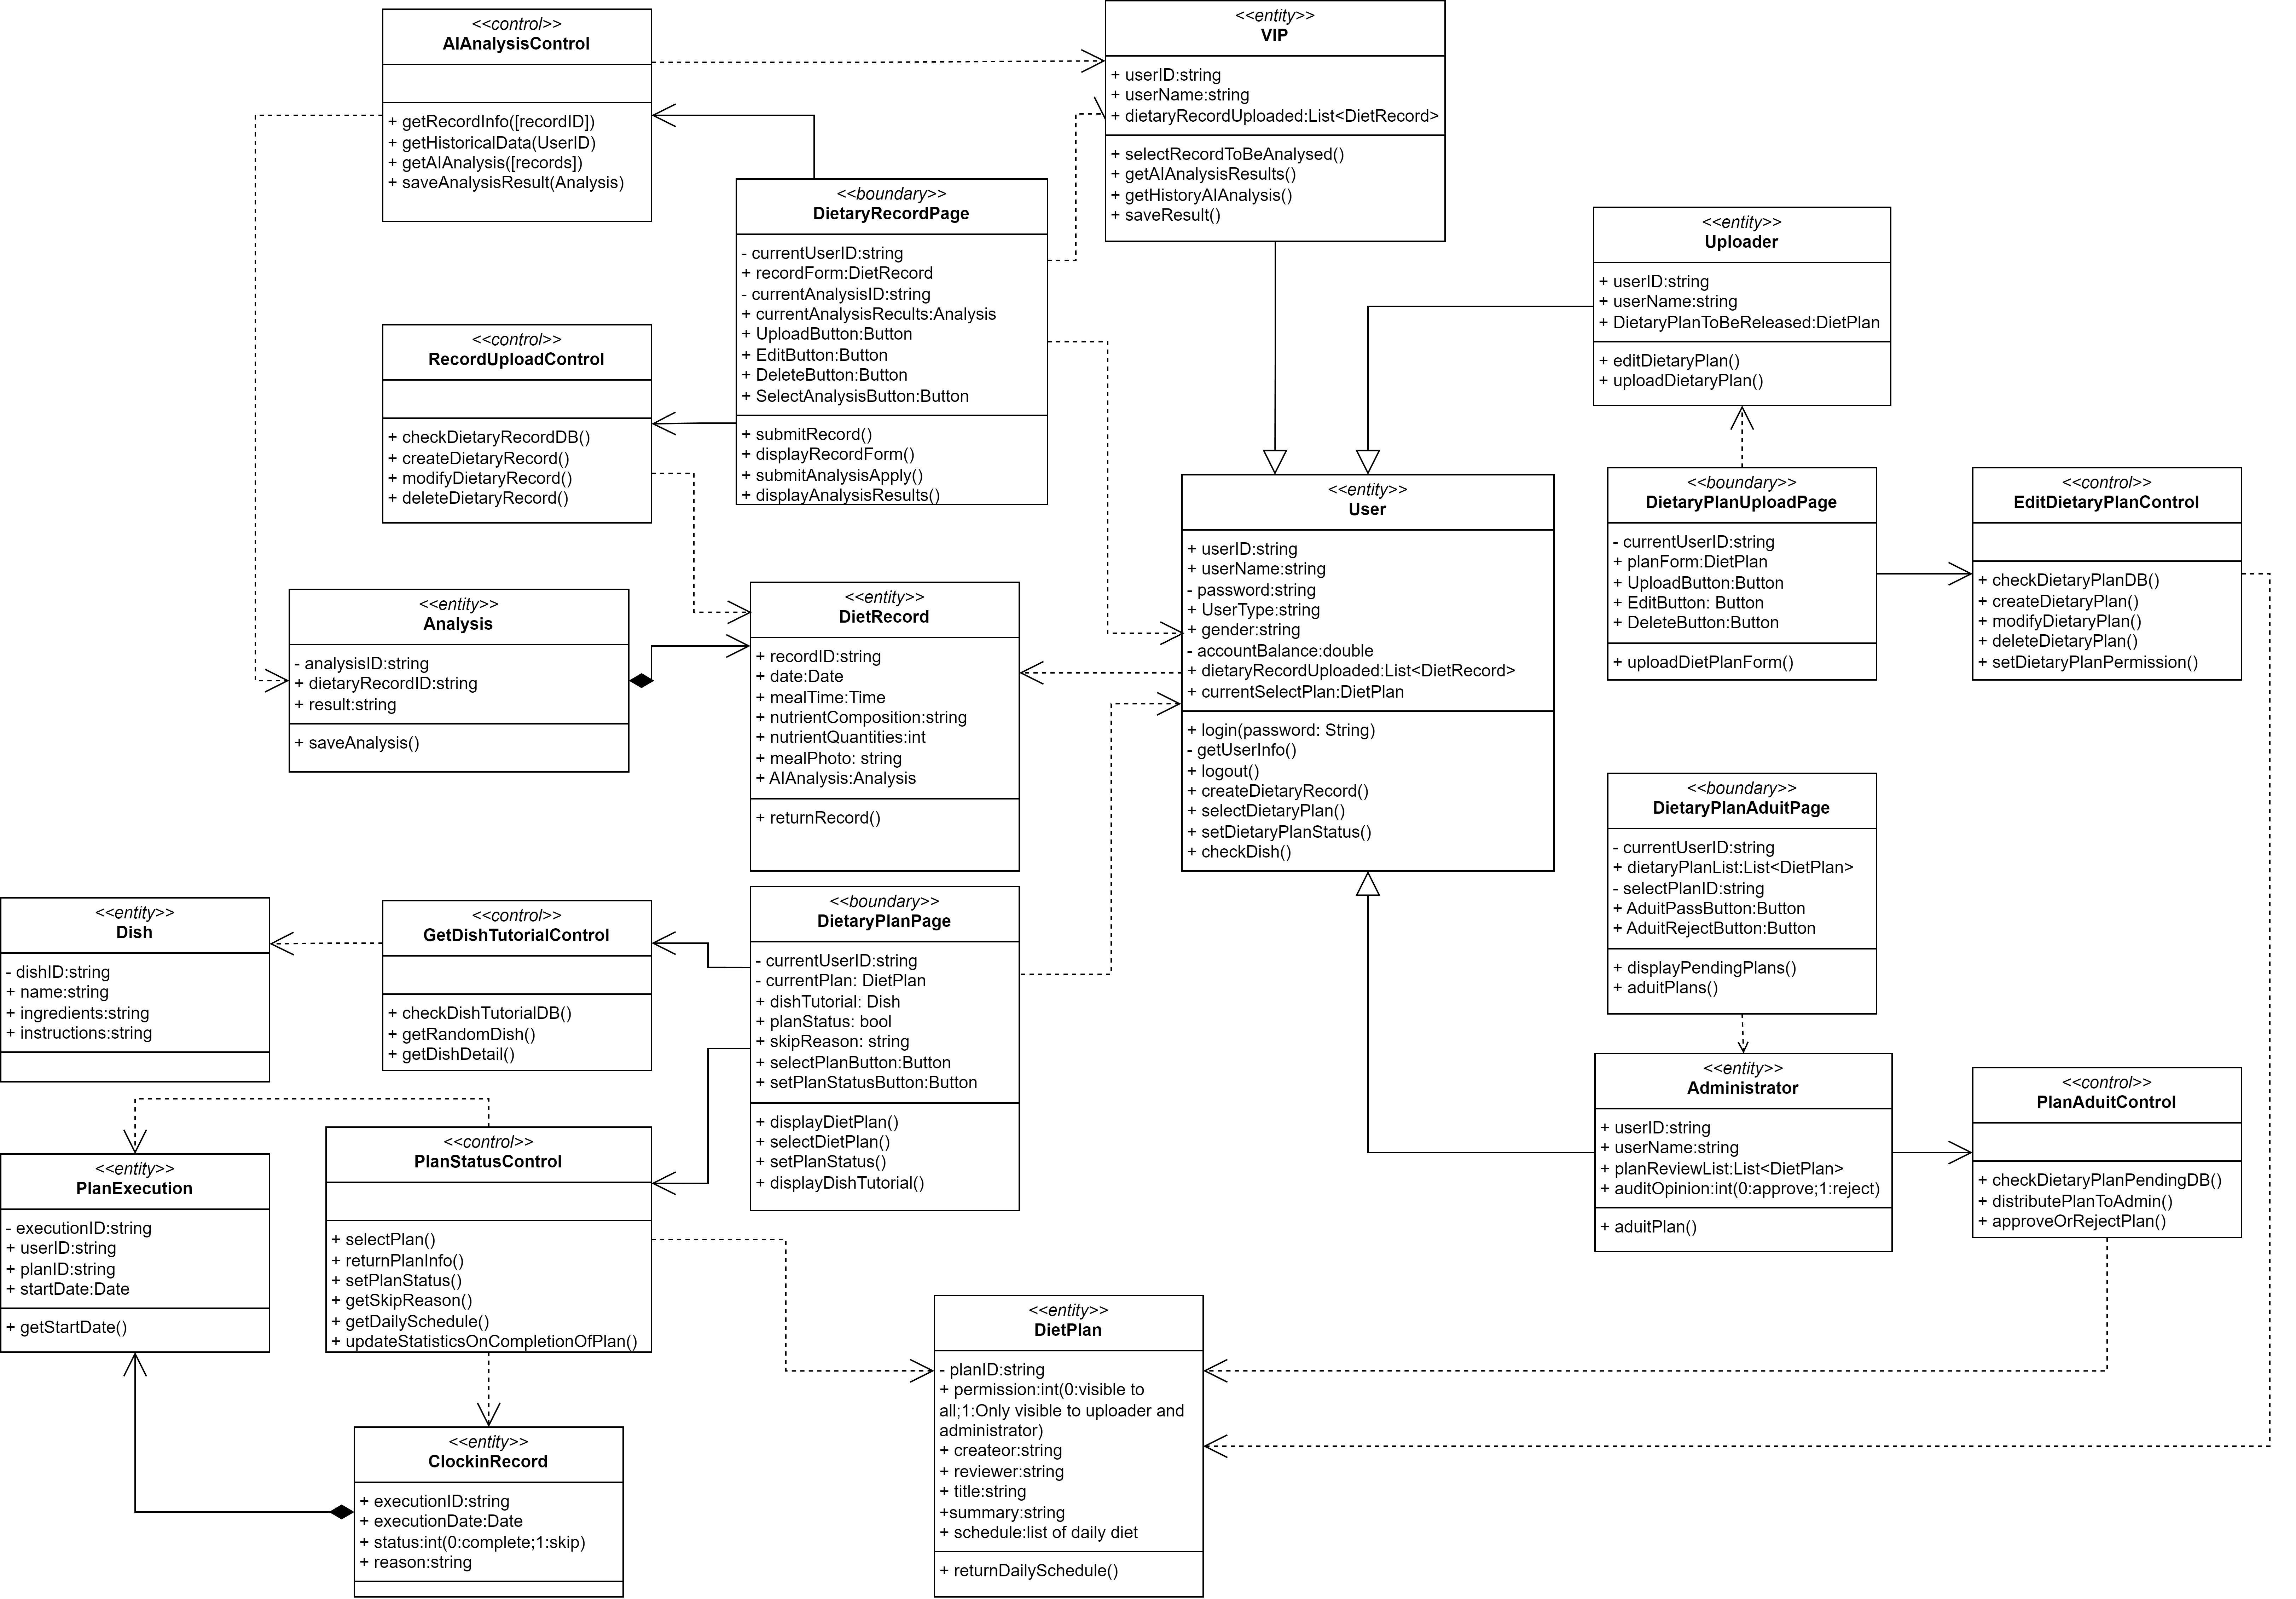 <<control>>
AIAnalysisControl
+ getRecordInfo([recordID])
+ getHistoricalData(UserID)
+ getAIAnalysis([records])
+ saveAnalysisResult(Analysis)
<<entity>>
VIP
+ userID:string
+ userName:string
+ dietaryRecordUploaded:List<DietRecord>
+ selectRecordToBeAnalysed()
+ getAIAnalysisResults()
+ getHistoryAIAnalysis()
+ saveResult()
<<boundary>>
DietaryRecordPage
- currentUserID:string
+ recordForm:DietRecord
- currentAnalysisID:string
+ currentAnalysisRecults:Analysis
+ UploadButton:Button
+ EditButton:Button
+ DeleteButton:Button
+ SelectAnalysisButton:Button
+ submitRecord()
+ displayRecordForm()
+ submitAnalysisApply()
+ displayAnalysisResults()
<<entity>>
Uploader
+ userID:string
+ userName:string
+ DietaryPlanToBeReleased:DietPlan
+ editDietaryPlan()
+ uploadDietaryPlan()
<<control>>
RecordUploadControl
+ checkDietaryRecordDB()
+ createDietaryRecord()
+ modifyDietaryRecord()
+ deleteDietaryRecord()
<<entity>>
User
+ userID:string
+ userName:string
- password:string
+ UserType:string
+ gender:string
- accountBalance:double
+ dietaryRecordUploaded:List<DietRecord>
+ currentSelectPlan:DietPlan
+ login(password: String)
- getUserInfo()
+ logout()
+ createDietaryRecord()
+ selectDietaryPlan()
+ setDietaryPlanStatus()
+ checkDish()
<<boundary>>
DietaryPlanUploadPage
- currentUserID:string
+ planForm:DietPlan
+ UploadButton:Button
+ EditButton: Button
+ DeleteButton:Button
+ uploadDietPlanForm()
<<control>>
EditDietaryPlanControl
+ checkDietaryPlanDB()
+ createDietaryPlan()
+ modifyDietaryPlan()
+ deleteDietaryPlan()
+ setDietaryPlanPermission()
<<entity>>
Analysis
- analysisID:string
+ dietaryRecordID:string
+ result:string
+ saveAnalysis()
<<entity>>
DietRecord
+ recordID:string
+ date:Date
+ mealTime:Time
+ nutrientComposition:string
+ nutrientQuantities:int
+ mealPhoto: string
+ AIAnalysis:Analysis
+ returnRecord()
<<boundary>>
DietaryPlanAduitPage
- currentUserID:string
+ dietaryPlanList:List<DietPlan>
- selectPlanID:string
+ AduitPassButton:Button
+ AduitRejectButton:Button
+ displayPendingPlans()
+ aduitPlans()
<<entity>>
Dish
- dishID:string
+ name:string
+ ingredients:string
+ instructions:string
<<control>>
GetDishTutorialControl
+ checkDishTutorialDB()
+ getRandomDish()
+ getDishDetail()
<<boundary>>
DietaryPlanPage
- currentUserID:string
- currentPlan: DietPlan
+ dishTutorial: Dish
+ planStatus: bool
+ skipReason: string
+ selectPlanButton:Button
+ setPlanStatusButton:Button
+ displayDietPlan()
+ selectDietPlan()
+ setPlanStatus()
+ displayDishTutorial()
<<entity>>
Administrator
+ userID:string
+ userName:string
+ planReviewList:List<DietPlan>
+ auditOpinion:int(0:approve;1:reject)
+ aduitPlan()
<<control>>
PlanAduitControl
+ checkDietaryPlanPendingDB()
+ distributePlanToAdmin()
+ approveOrRejectPlan()
<<entity>>
PlanExecution
- executionID:string
+ userID:string
+ planID:string
+ startDate:Date
+ getStartDate()
<<control>>
PlanStatusControl
+ selectPlan()
+ returnPlanInfo()
+ setPlanStatus()
+ getSkipReason()
+ getDailySchedule()
+ updateStatisticsOnCompletionOfPlan()
<<entity>>
DietPlan
- planID:string
+ permission:int(0:visible to
all;1:Only visible to uploader and
administrator)
+ createor:string
+ reviewer:string
+ title:string
+summary:string
+ schedule:list of daily diet
+ returnDailySchedule()
<<entity>>
ClockinRecord
+ executionID:string
+ executionDate:Date
+ status:int(0:complete;1:skip)
+ reason:string